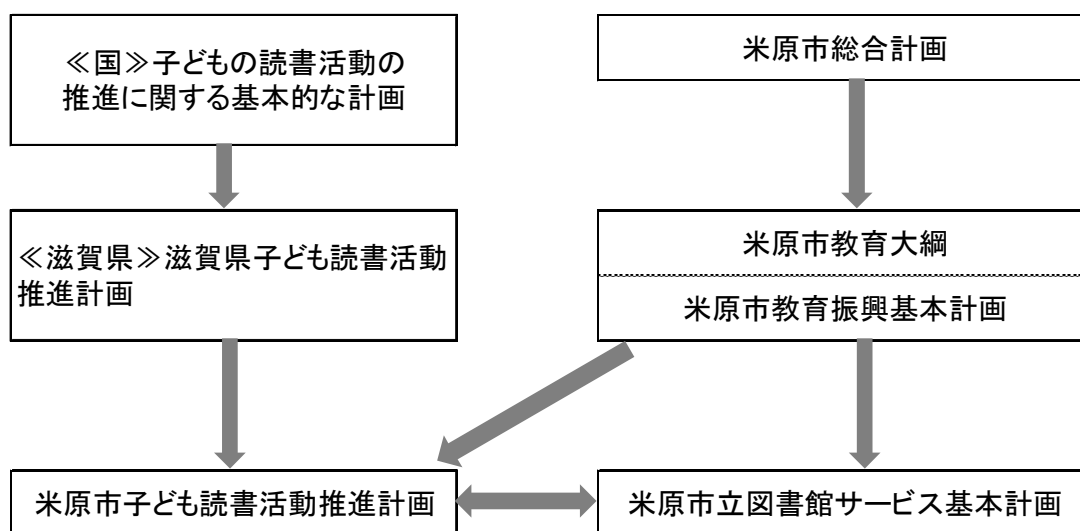 ≪国≫子どもの読書活動の
推進に関する基本的な計画
米原市総合計画
≪滋賀県≫滋賀県子ども読書活動
推進計画
米原市教育大綱
米原市教育振興基本計画
米原市子ども読書活動推進計画
米原市立図書館サービス基本計画